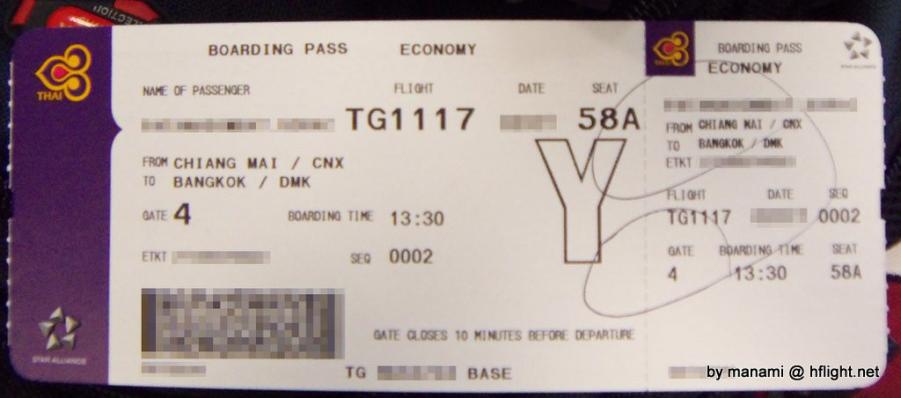 THAI
BOARDING PASS ECONOMY
NAME OF PASSENGER FLIGHT DATE SEAT
TG1117 58A
FROM CHIANG MAI / CNX
TO BANGKOK / DMK
Y
GATE 4 BOARDING TIME 13:30
ETKT SEQ 0002
GATE CLOSES 10 MINUTES BEFORE DEPARTURE
STAR ALLIANCE
TG BASE
THAI
BOARDING PASS
ECONOMY
STAR ALLIANCE
FROM CHIANG MAI / CNX
TO BANGKOK / DMK
ETKT
FLIGHT DATE SEQ
TG1117 0002
GATE BOARDING TIME SEAT
4 13:30 58A
by manami @ hflight.net